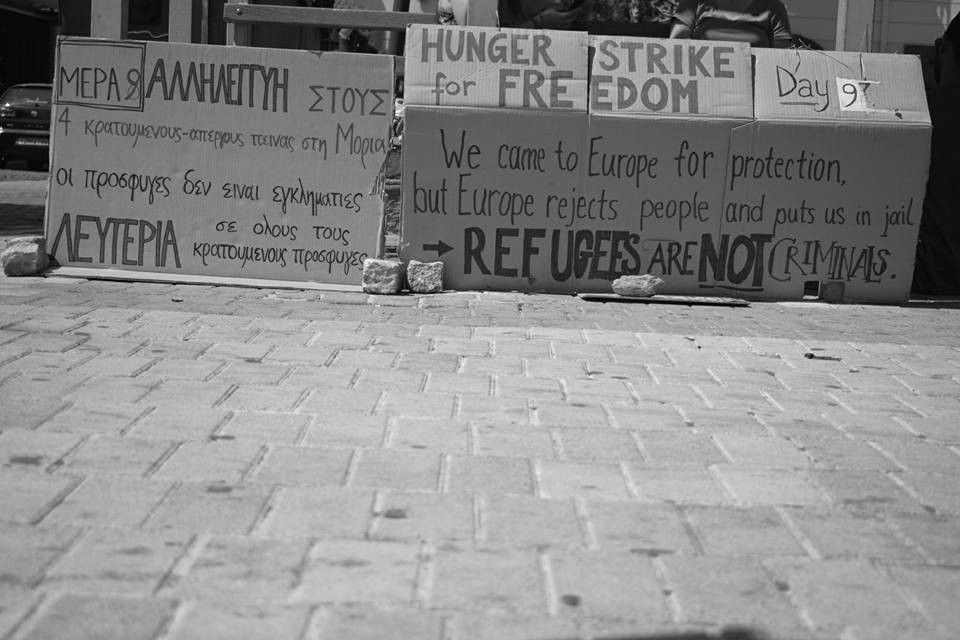 ΜΕΡΑ ΑΛΛΗΛΕΓΓΥΗ ΣΤΟΥΣ
4 κρατουμενους-απεργους πεινας στη Μορια
οι προσφυγες δεν ειναι εγκληματιες
ΛΕΥΤΕΡΙΑ σε ολους τους
κρατουμενους προσφυγες
HUNGER STRIKE
for FREEDOM
Day
We came to Europe for protection,
but Europe rejects people and puts us in jail
→ REFUGEES ARE NOT CRIMINALS.